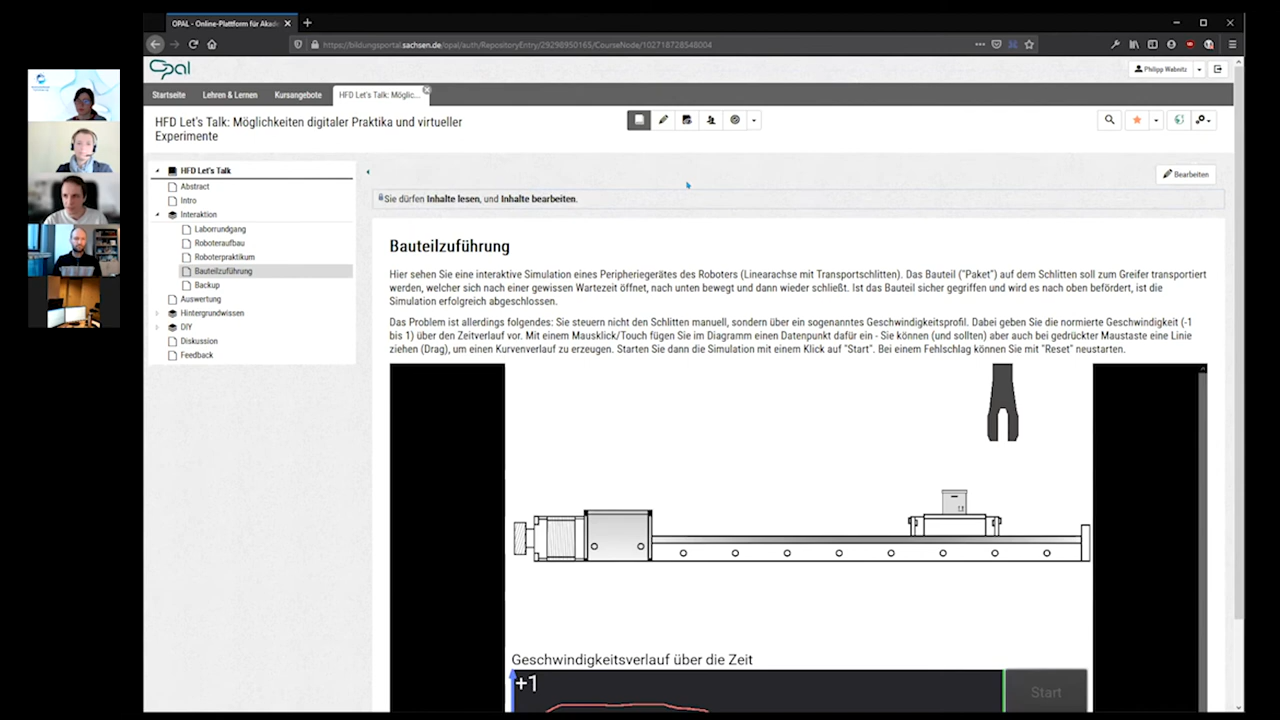 OPAL - Online-Plattform für Akade
https://bildungsportal.sachsen.de/opal/auth/RepositoryEntry/29298950165/CourseNode/102718728548004
Opal
Philipp Webnitz
Startseite
Lehren & Lernen
Kursangebote
HFD Let's Talk: Möglic...
HFD Let's Talk: Möglichkeiten digitaler Praktika und virtueller
Experimente
HFD Let's Talk
Abstract
Intro
Interaktion
Laborrundgang
Roboteraufbau
Roboterpraktikum
Bauteilzuführung
Backup
Auswertung
Hintergrundwissen
DIY
Diskussion
Feedback
Bearbeiten
Sie dürfen Inhalte lesen, und Inhalte bearbeiten.
Bauteilzuführung
Hier sehen Sie eine interaktive Simulation eines Peripheriegerätes des Roboters (Linearachse mit Transportschlitten). Das Bauteil ("Paket") auf dem Schlitten soll zum Greifer transportiert
werden, welcher sich nach einer gewissen Wartezeit öffnet, nach unten bewegt und dann wieder schließt. Ist das Bauteil sicher gegriffen und wird es nach oben befördert, ist die
Simulation erfolgreich abgeschlossen.
Das Problem ist allerdings folgendes: Sie steuern nicht den Schlitten manuell, sondern über ein sogenanntes Geschwindigkeitsprofil. Dabei geben Sie die normierte Geschwindigkeit (-1
bis 1) über den Zeitverlauf vor. Mit einem Mausklick/Touch fügen Sie im Diagramm einen Datenpunkt dafür ein - Sie können (und sollten) aber auch bei gedrückter Maustaste eine Linie
ziehen (Drag), um einen Kurvenverlauf zu erzeugen. Starten Sie dann die Simulation mit einem Klick auf "Start". Bei einem Fehlschlag können Sie mit "Reset" neustarten.
Geschwindigkeitsverlauf über die Zeit
+1
Start